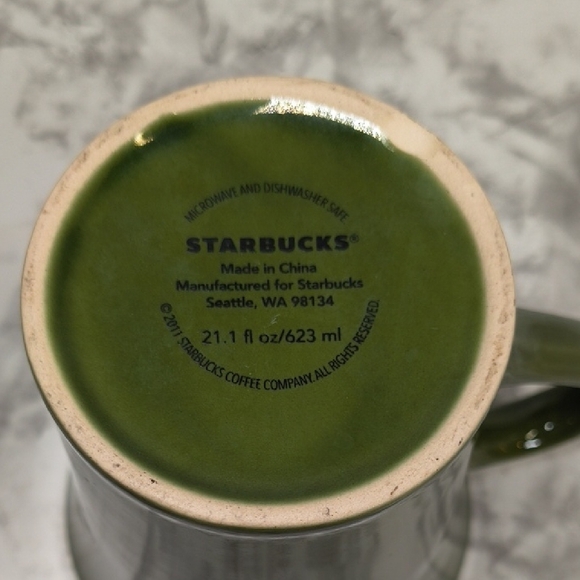 MICROWAVE AND DISHWASHER SAFE
STARBUCKS®
Made in China
Manufactured for Starbucks
Seattle, WA 98134
21.1 fl oz/623 ml
©2011 STARBUCKS COFFEE COMPANY. ALL RIGHTS RESERVED.